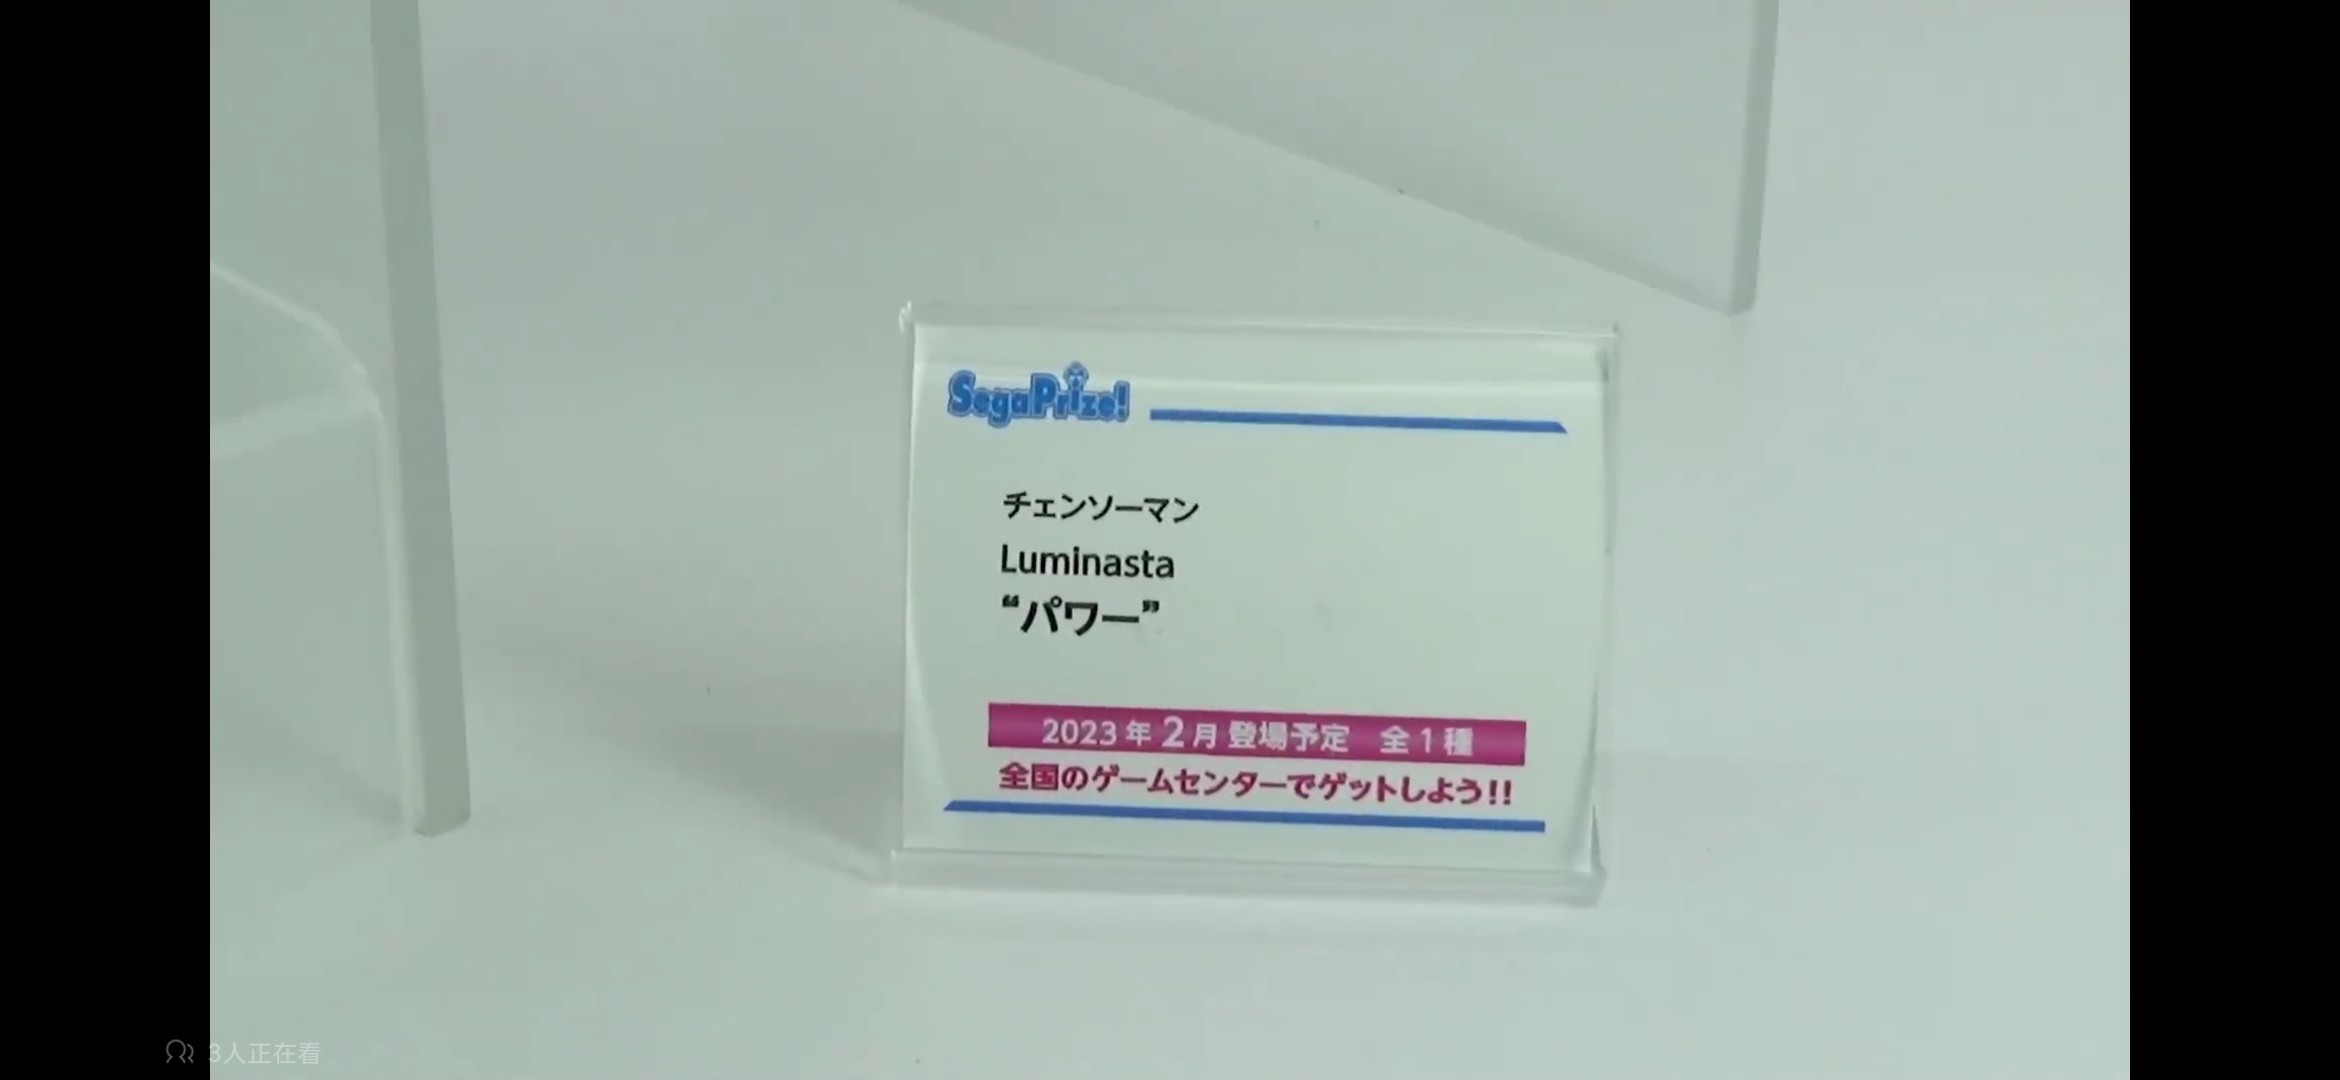 SegaPrize!
チェンソーマン
Luminasta
“パワー”
2023年2月登場予定　全1種
全国のゲームセンターでゲットしよう!!
3人正在看